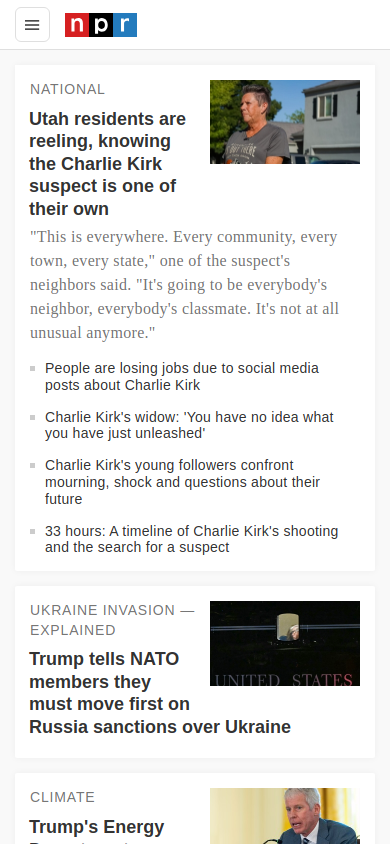 npr
NATIONAL
Utah residents are
reeling, knowing
the Charlie Kirk
suspect is one of
their own
"This is everywhere. Every community, every
town, every state," one of the suspect's
neighbors said. "It's going to be everybody's
neighbor, everybody's classmate. It's not at all
unusual anymore."
People are losing jobs due to social media
posts about Charlie Kirk
Charlie Kirk's widow: 'You have no idea what
you have just unleashed'
Charlie Kirk's young followers confront
mourning, shock and questions about their
future
33 hours: A timeline of Charlie Kirk's shooting
and the search for a suspect
UKRAINE INVASION —
EXPLAINED
UNITED STATES
Trump tells NATO
members they
must move first on
Russia sanctions over Ukraine
CLIMATE
Trump's Energy